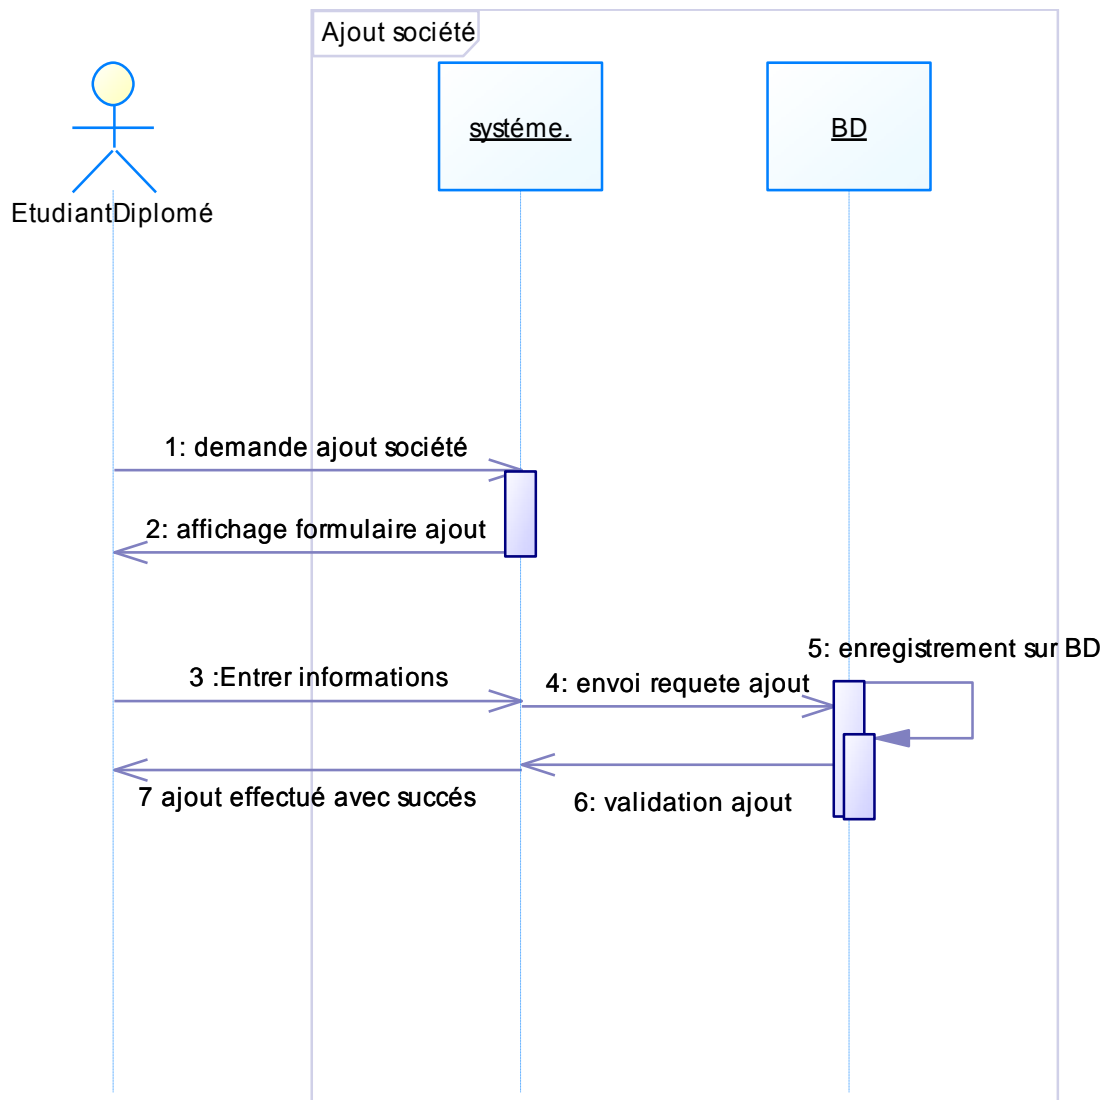 Ajout société
systéme.
BD
EtudiantDiplomé
1: demande ajout société
2: affichage formulaire ajout
5: enregistrement sur BD
3 :Entrer informations
4: envoi requete ajout
7 ajout effectué avec succés
6: validation ajout